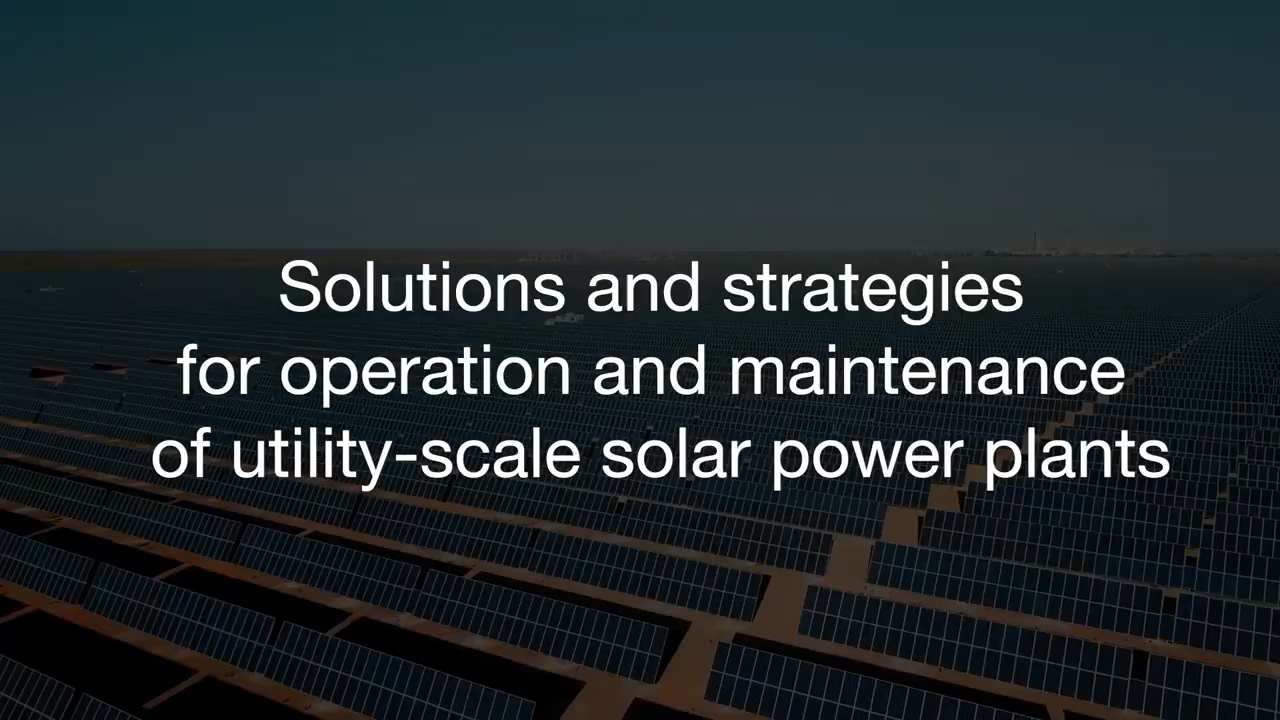 Solutions and strategies
for operation and maintenance
of utility-scale solar power plants